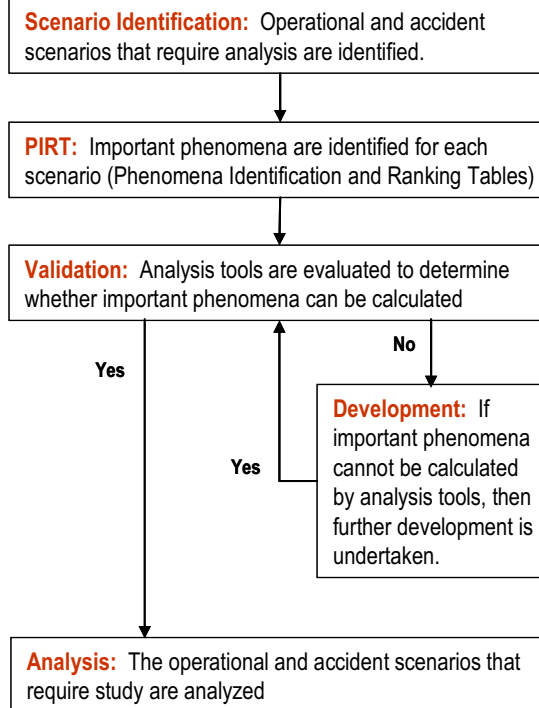 Scenario Identification: Operational and accident
scenarios that require analysis are identified.
PIRT: Important phenomena are identified for each
scenario (Phenomena Identification and Ranking Tables)
Validation: Analysis tools are evaluated to determine
whether important phenomena can be calculated
Yes
No
Yes
Development: If
important phenomena
cannot be calculated
by analysis tools, then
further development is
undertaken.
Analysis: The operational and accident scenarios that
require study are analyzed